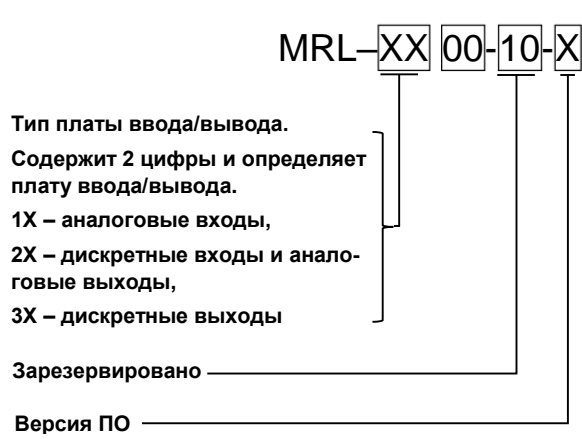 MRL–XX 00-10-X
Тип платы ввода/вывода.
Содержит 2 цифры и определяет
плату ввода/вывода.
1X – аналоговые входы,
2X – дискретные входы и анало-
говые выходы,
3X – дискретные выходы
Зарезервировано
Версия ПО